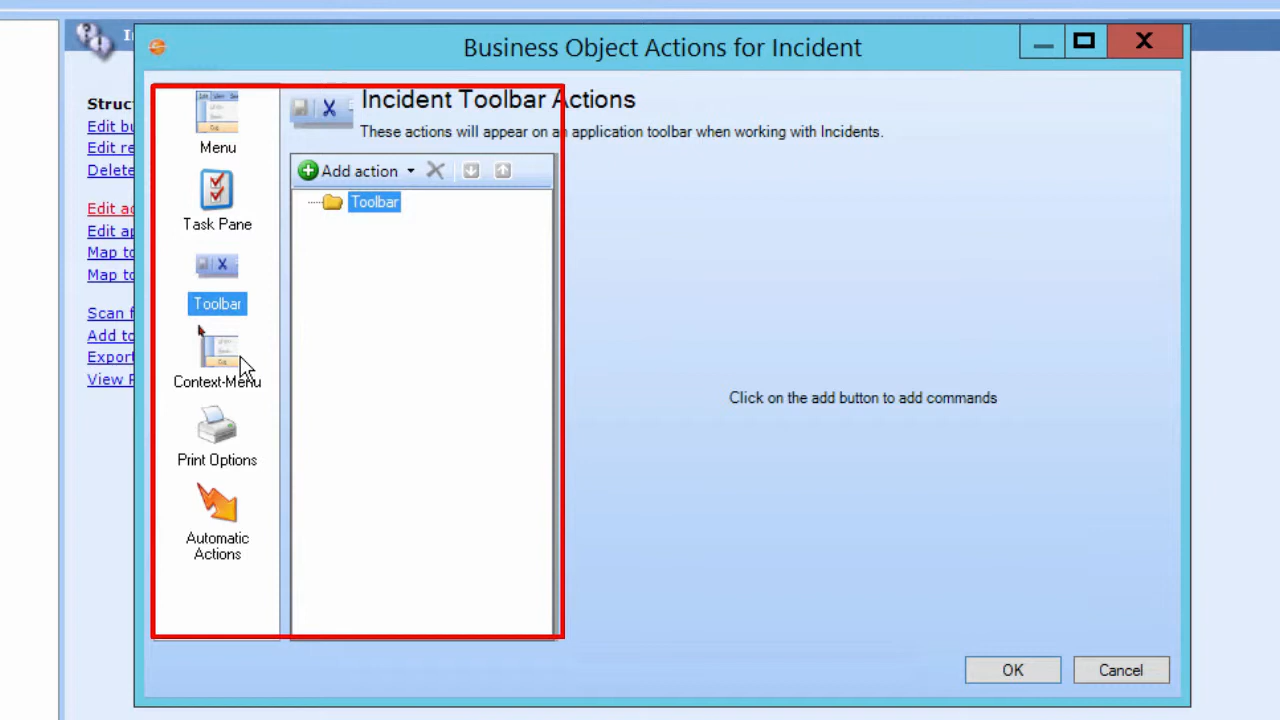 Business Object Actions for Incident
X
Struc
Edit bu
Edit re
Delete
Edit ac
Edit ap
Map to
Map to
Scan f
Add to
Export
View
Menu
Task Pane
Toolbar
Context-Menu
Print Options
Automatic
Actions
Incident Toolbar Actions
These actions will appear on an application toolbar when working with Incidents.
Add action
Toolbar
Click on the add button to add commands
OK
Cancel